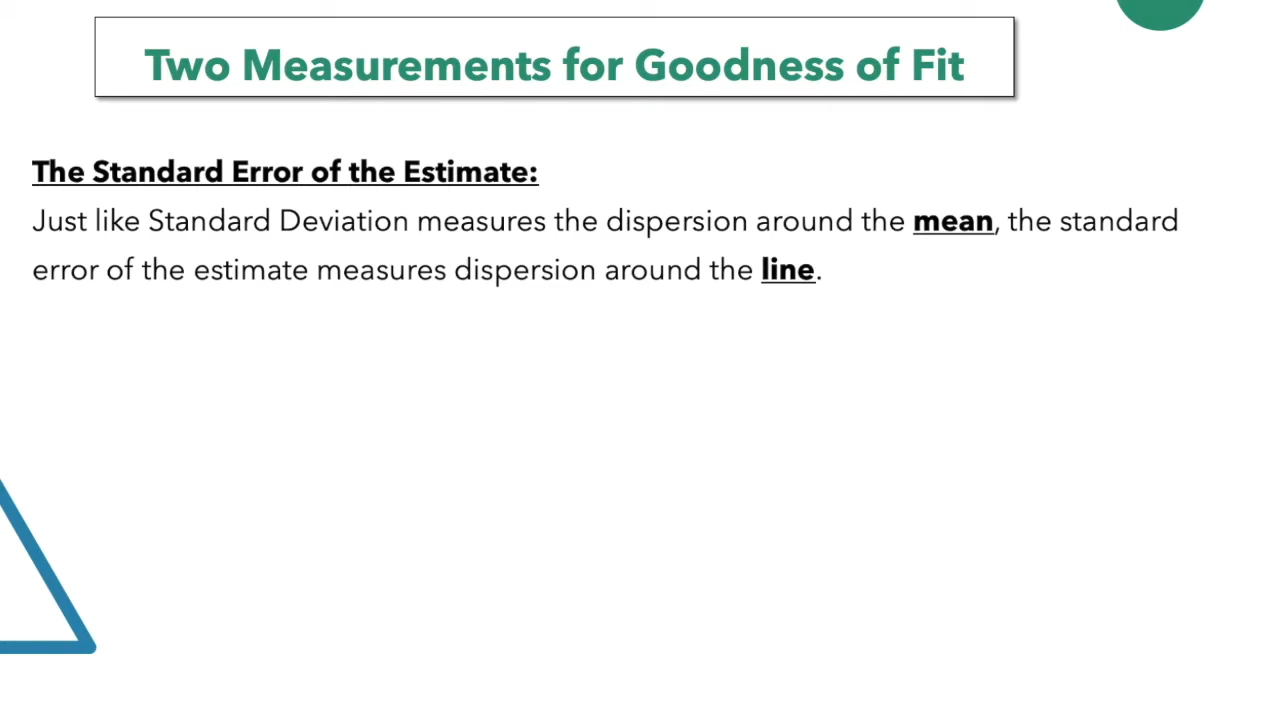 Two Measurements for Goodness of Fit
The Standard Error of the Estimate:
Just like Standard Deviation measures the dispersion around the mean, the standard
error of the estimate measures dispersion around the line.